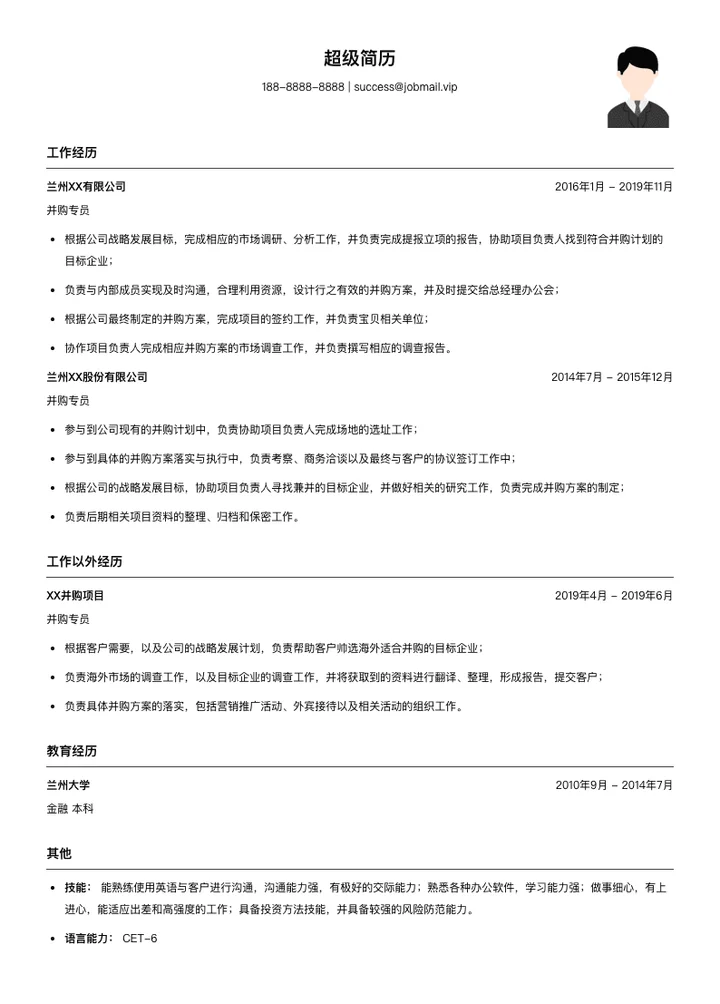 超级简历
188-8888-8888 | success@jobmail.vip
工作经历
兰州XX有限公司 2016年1月 - 2019年11月
并购专员
• 根据公司战略发展目标，完成相应的市场调研、分析工作，并负责完成提报立项的报告，协助项目负责人找到符合并购计划的
目标企业；
• 负责与内部成员实现及时沟通，合理利用资源，设计行之有效的并购方案，并及时提交给总经理办公会；
• 根据公司最终制定的并购方案，完成项目的签约工作，并负责宝贝相关单位；
• 协作项目负责人完成相应并购方案的市场调查工作，并负责撰写相应的调查报告。
兰州XX股份有限公司 2014年7月 - 2015年12月
并购专员
• 参与到公司现有的并购计划中，负责协助项目负责人完成场地的选址工作；
• 参与到具体的并购方案落实与执行中，负责考察、商务洽谈以及最终与客户的协议签订工作中；
• 根据公司的战略发展目标，协助项目负责人寻找兼并的目标企业，并做好相关的研究工作，负责完成并购方案的制定；
• 负责后期相关项目资料的整理、归档和保密工作。
工作以外经历
XX并购项目 2019年4月 - 2019年6月
并购专员
• 根据客户需要，以及公司的战略发展计划，负责帮助客户帅选海外适合并购的目标企业；
• 负责海外市场的调查工作，以及目标企业的调查工作，并将获取到的资料进行翻译、整理，形成报告，提交客户；
• 负责具体并购方案的落实，包括营销推广活动、外宾接待以及相关活动的组织工作。
教育经历
兰州大学 2010年9月 - 2014年7月
金融 本科
其他
• 技能： 能熟练使用英语与客户进行沟通，沟通能力强，有极好的交际能力；熟悉各种办公软件，学习能力强；做事细心，有上
进心，能适应出差和高强度的工作；具备投资方法技能，并具备较强的风险防范能力。
• 语言能力： CET-6